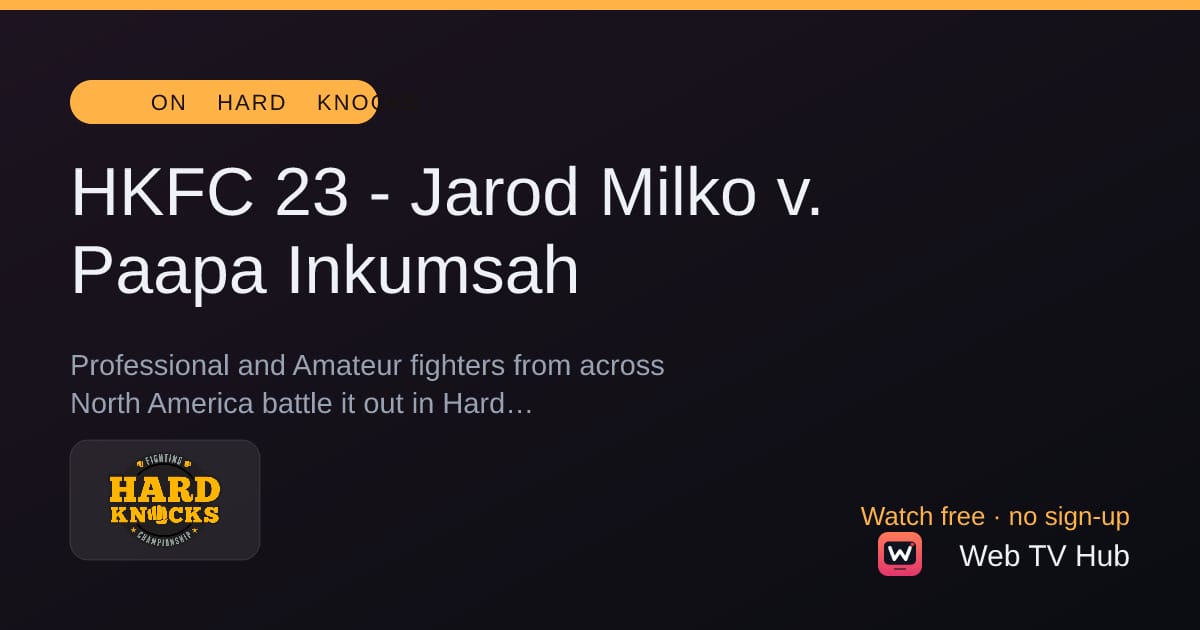 ON HARD
HKFC 23 - Jarod Milko v.
Paapa Inkumsah
Professional and Amateur fighters from across
North America battle it out in Hard…
FIGHTING
HARD
KNOCKS
CHAMPIONSHIP
Watch free · no sign-up
W
Web TV Hub